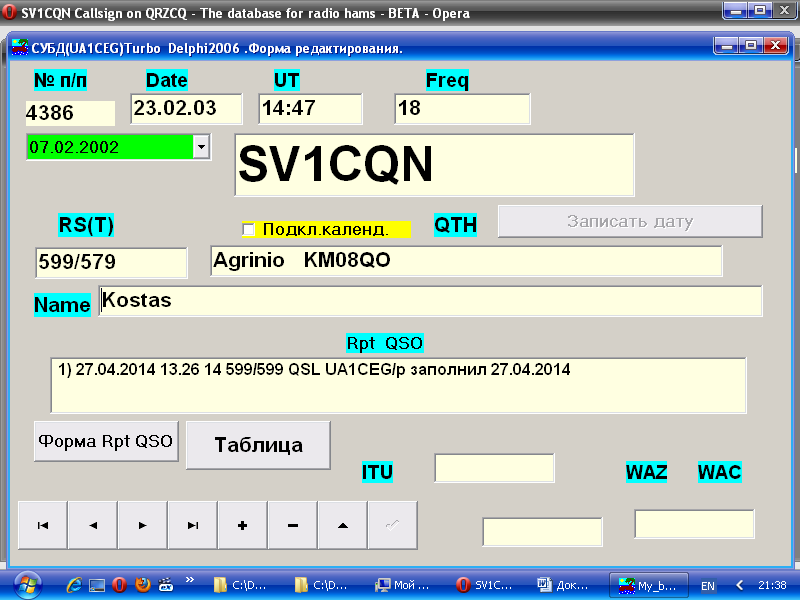 SV1CQN Callsign on QRZCQ - The database for radio hams - BETA - Opera
СУБД(UA1CEG)Turbo Delphi2006 .Форма редактирования.
№ п/п Date UT Freq
4386 23.02.03 14:47 18
07.02.2002
SV1CQN
RS(T) Подкл.календ. QTH Записать дату
599/579 Agrinio KM08QO
Name Kostas
Rpt QSO
1) 27.04.2014 13.26 14 599/599 QSL UA1CEG/p заполнил 27.04.2014
Форма Rpt QSO Таблица
ITU WAZ WAC
C:\D... C:\D... Мой ... SV1C... Док... My_b... EN 21:38